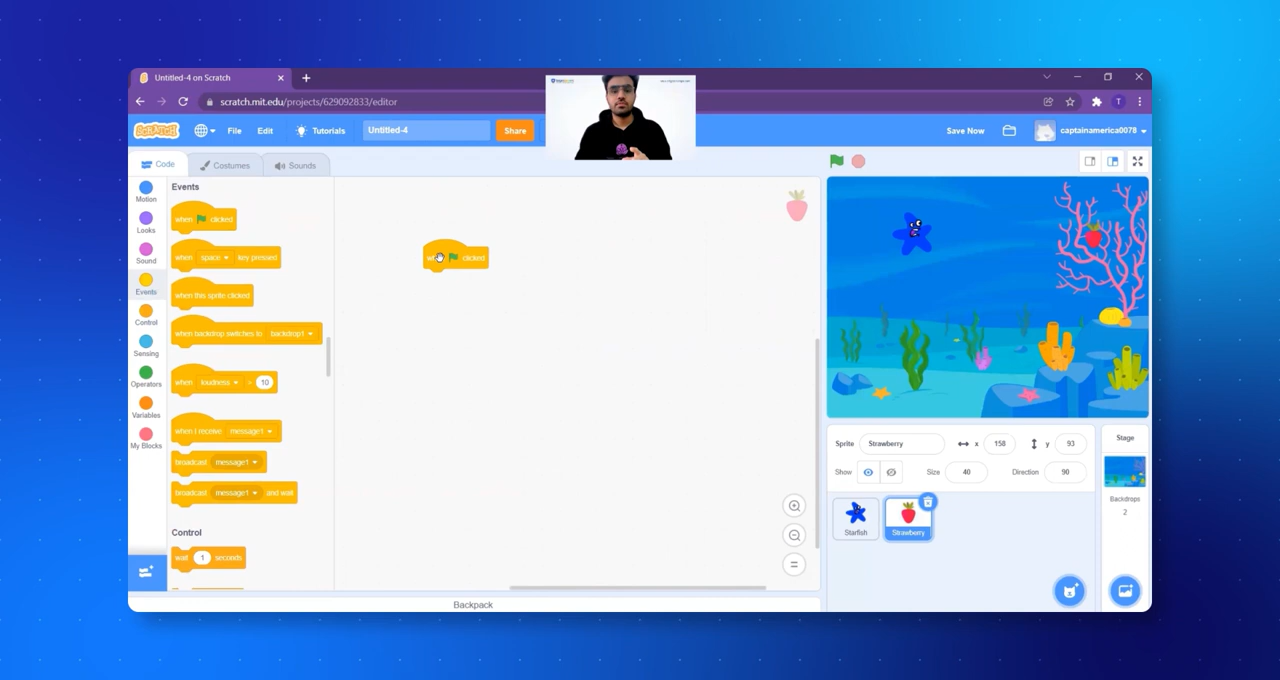 Untitled-4 on Scratch
scratch.mit.edu/projects/629092833/editor
T
SCRATCH
File
Edit
Tutorials
Untitled-4
Share
Save Now
captainamerica0078
Code
Costumes
Sounds
Motion
Looks
Sound
Events
Control
Sensing
Operators
Variables
My Blocks
Events
when clicked
when space key pressed
when this sprite clicked
when backdrop switches to backdrop1
when loudness > 10
when I receive message1
broadcast message1
broadcast message1 and wait
Control
wait 1 seconds
clicked
Sprite
Strawberry
x
158
y
93
Show
Size
40
Direction
90
Starfish
Strawberry
Stage
Backdrops
2
Backpack